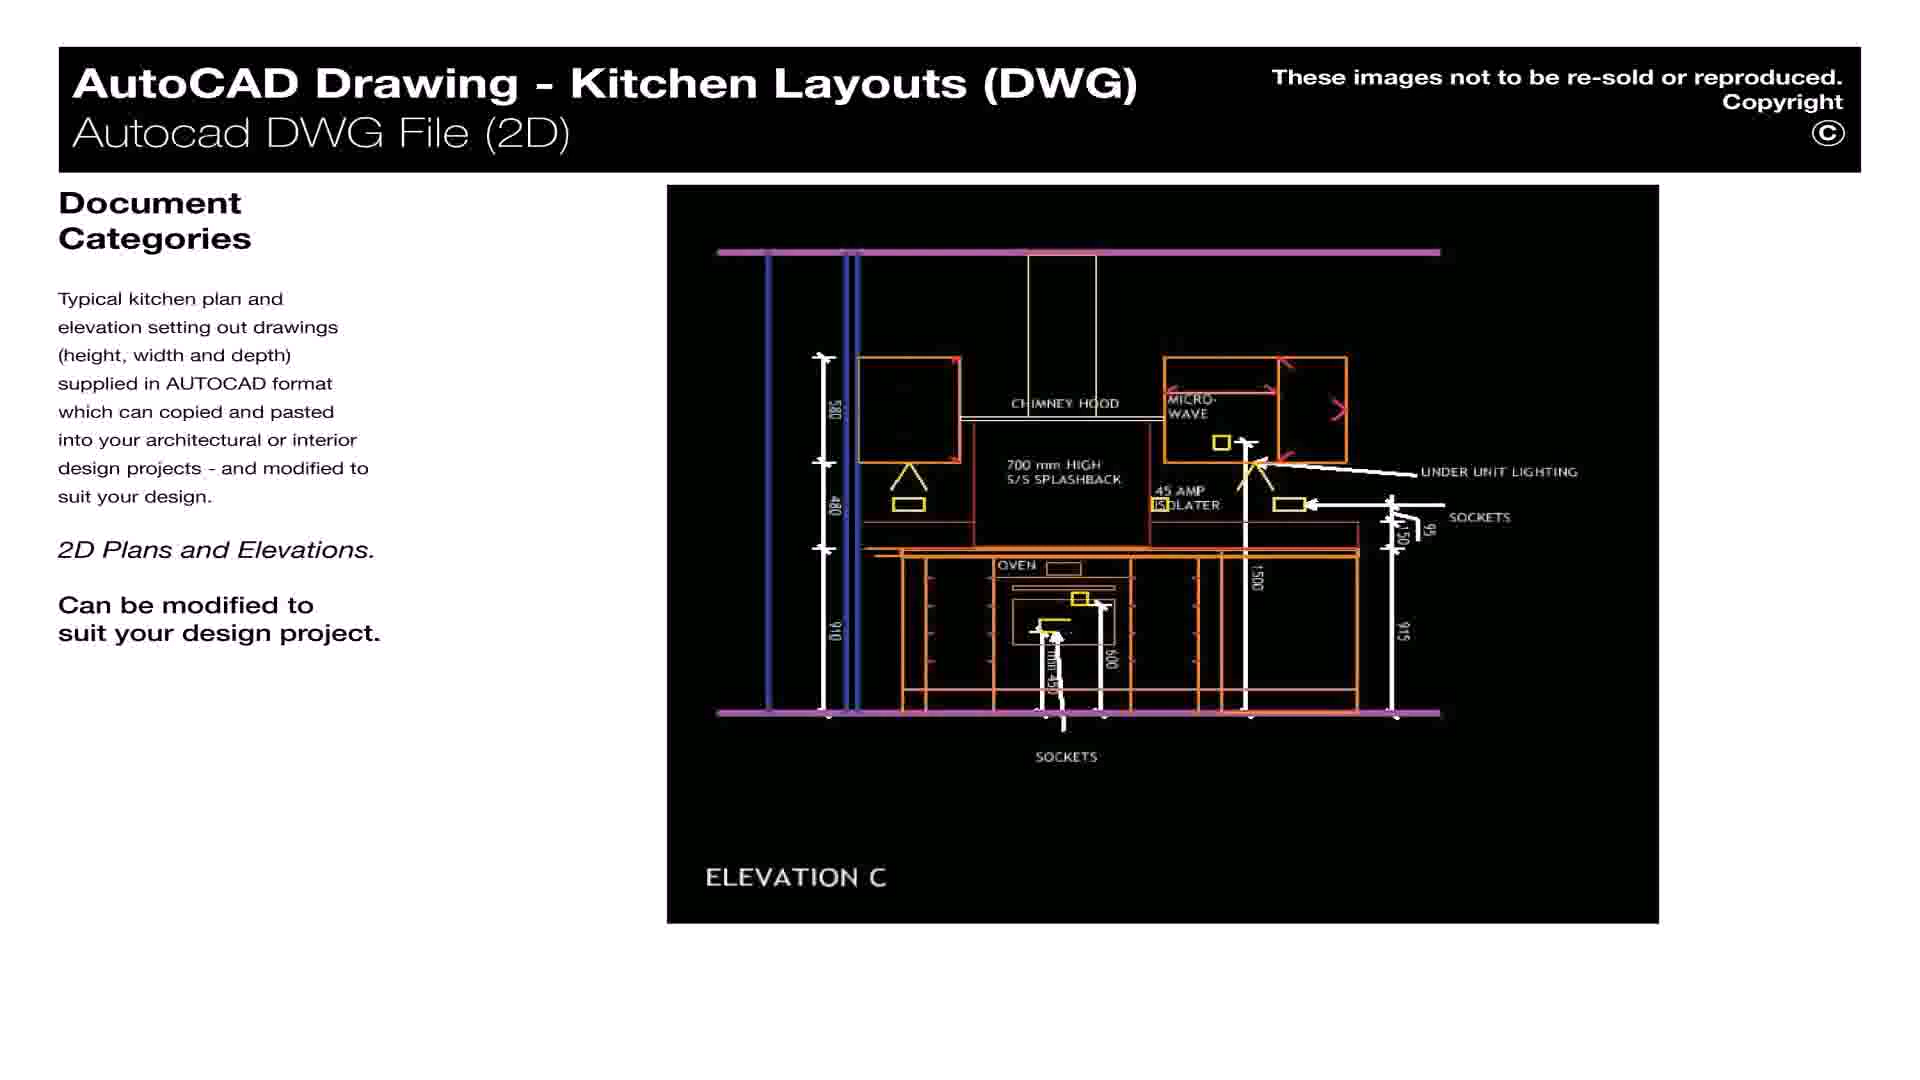 AutoCAD Drawing - Kitchen Layouts (DWG)
Autocad DWG File (2D)
These images not to be re-sold or reproduced.
Copyright
©
Document
Categories
Typical kitchen plan and
elevation setting out drawings
(height, width and depth)
supplied in AUTOCAD format
which can copied and pasted
into your architectural or interior
design projects - and modified to
suit your design.
2D Plans and Elevations.
Can be modified to
suit your design project.
580
CHIMNEY HOOD
MICRO-
WAVE
700 mm HIGH
S/S SPLASHBACK
UNDER UNIT LIGHTING
480
45 AMP
ISOLATER
SOCKETS
150
95
OVEN
1500
910
min 450
600
915
SOCKETS
ELEVATION C